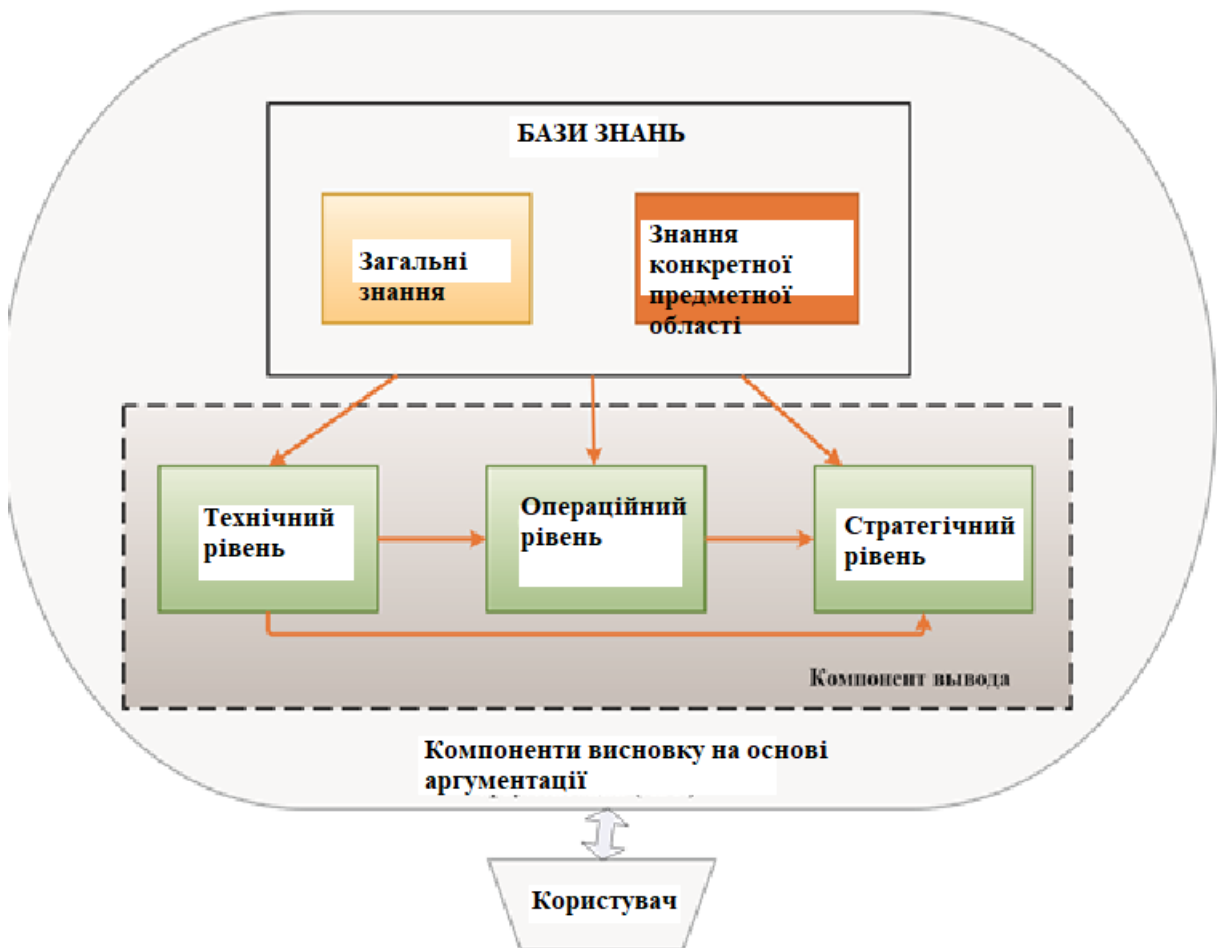 БАЗИ ЗНАНЬ
Загальні
знання
Знання
конкретної
предметної
області
Технічний
рівень
Операційний
рівень
Стратегічний
рівень
Компонент вывода
Компоненти висновку на основі
аргументації
Користувач